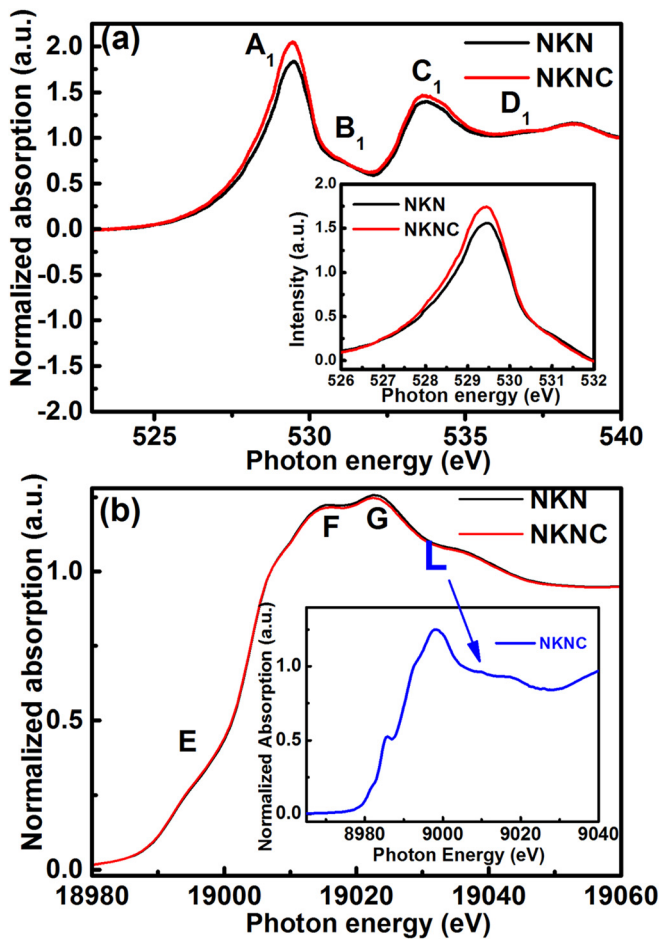 (a)
A1
B1
C1
D1
NKN
NKNC
Normalized absorption (a.u.)
2.0
1.5
1.0
0.5
0.0
-0.5
-1.0
-1.5
-2.0
NKN
NKNC
Intensity (a.u.)
1.5
1.0
0.5
0.0
526 527 528 529 530 531 532
Photon energy (eV)
525 530 535 540
Photon energy (eV)
(b)
E
F
G
L
NKN
NKNC
Normalized absorption (a.u.)
1.0
0.5
0.0
NKNC
Normalized Absorption (a.u.)
1.0
0.5
0.0
8980 9000 9020 9040
Photon Energy (eV)
18980 19000 19020 19040 19060
Photon energy (eV)